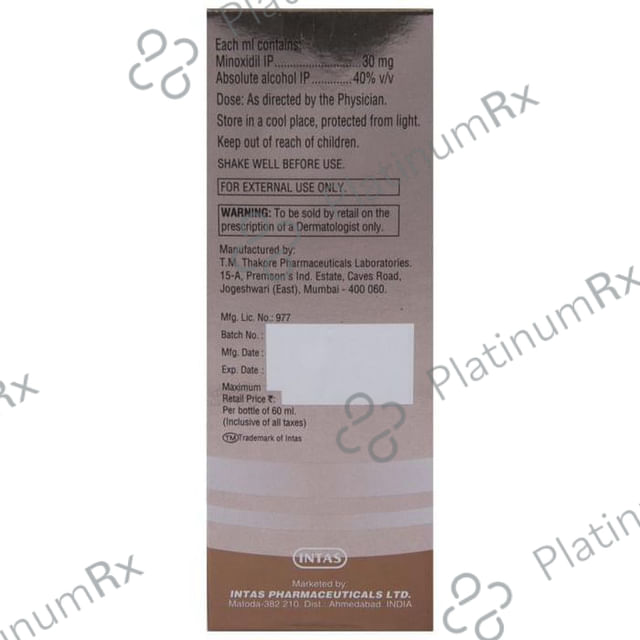 Each ml contains:
Minoxidil IP............................30 mg
Absolute alcohol IP.............40% v/v
Dose: As directed by the Physician.
Store in a cool place, protected from light.
Keep out of reach of children.
SHAKE WELL BEFORE USE.
FOR EXTERNAL USE ONLY.
WARNING: To be sold by retail on the
prescription of a Dermatologist only.
Manufactured by:
T.M. Thakore Pharmaceuticals Laboratories.
15-A, Premson's Ind. Estate, Caves Road,
Jogeshwari (East), Mumbai - 400 060.
Mfg. Lic. No.: 977
Batch No. :
Mfg. Date :
Exp. Date :
Maximum
Retail Price ₹:
Per bottle of 60 ml.
(Inclusive of all taxes)
TM Trademark of Intas
INTAS
Marketed by:
INTAS PHARMACEUTICALS LTD.
Matoda-382 210. Dist.: Ahmedabad. INDIA
PlatinumRx
PlatinumRx
PlatinumRx
PlatinumRx
PlatinumRx